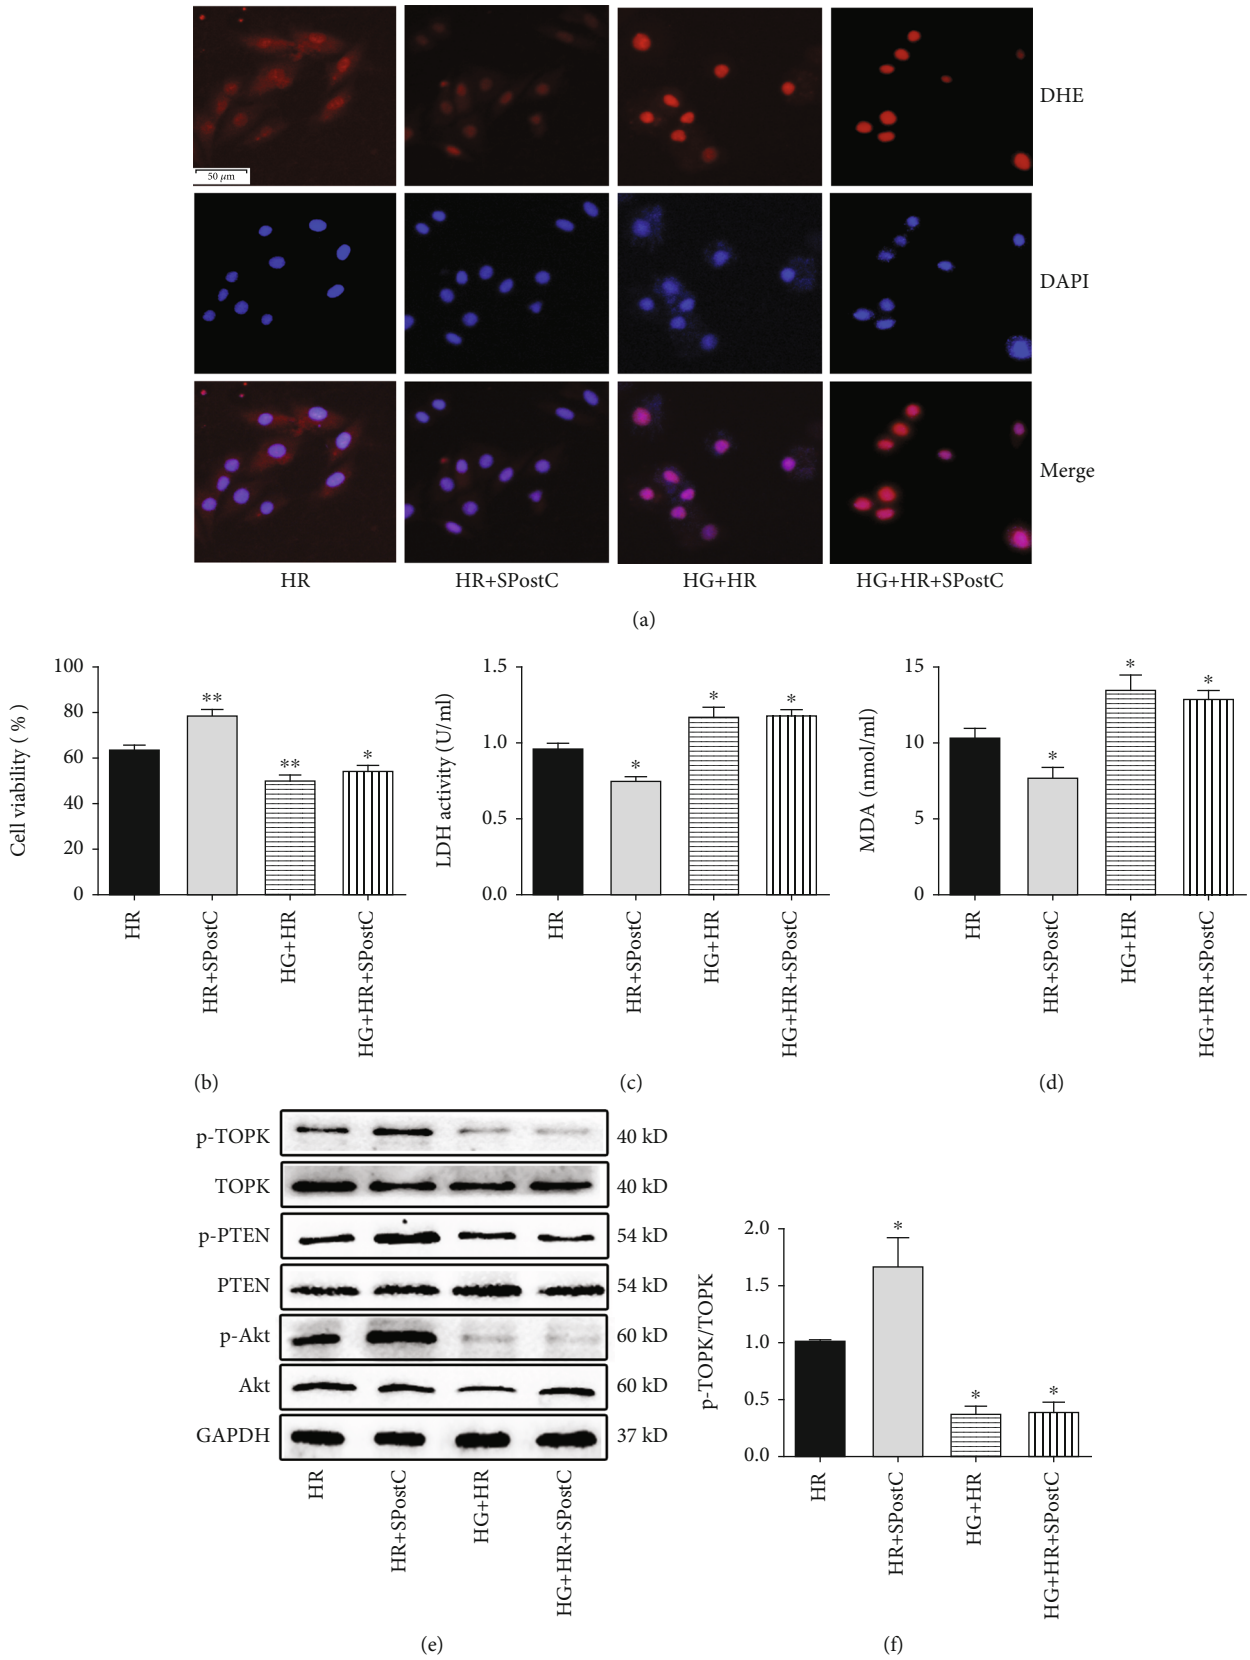 DHE
50 μm
DAPI
Merge
HR HR+SPostC HG+HR HG+HR+SPostC
(a)
Cell viability ( % )
100
80
60
40
20
0
** ** *
HR
HR+SPostC
HG+HR
HG+HR+SPostC
(b)
LDH activity (U/ml)
1.5
1.0
0.5
0.0
* * *
HR
HR+SPostC
HG+HR
HG+HR+SPostC
(c)
MDA (nmol/ml)
15
10
5
0
* * *
HR
HR+SPostC
HG+HR
HG+HR+SPostC
(d)
p-TOPK 40 kD
TOPK 40 kD
p-PTEN 54 kD
PTEN 54 kD
p-Akt 60 kD
Akt 60 kD
GAPDH 37 kD
HR
HR+SPostC
HG+HR
HG+HR+SPostC
(e)
p-TOPK/TOPK
2.0
1.5
1.0
0.5
0.0
* * *
HR
HR+SPostC
HG+HR
HG+HR+SPostC
(f)